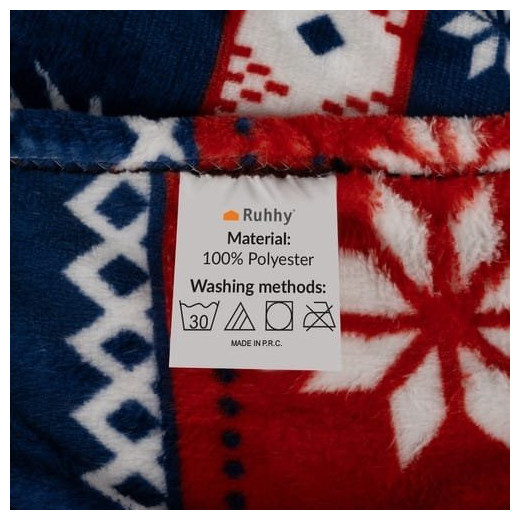 Ruhhy
Material:
100% Polyester
Washing methods:
30
MADE IN P.R.C.